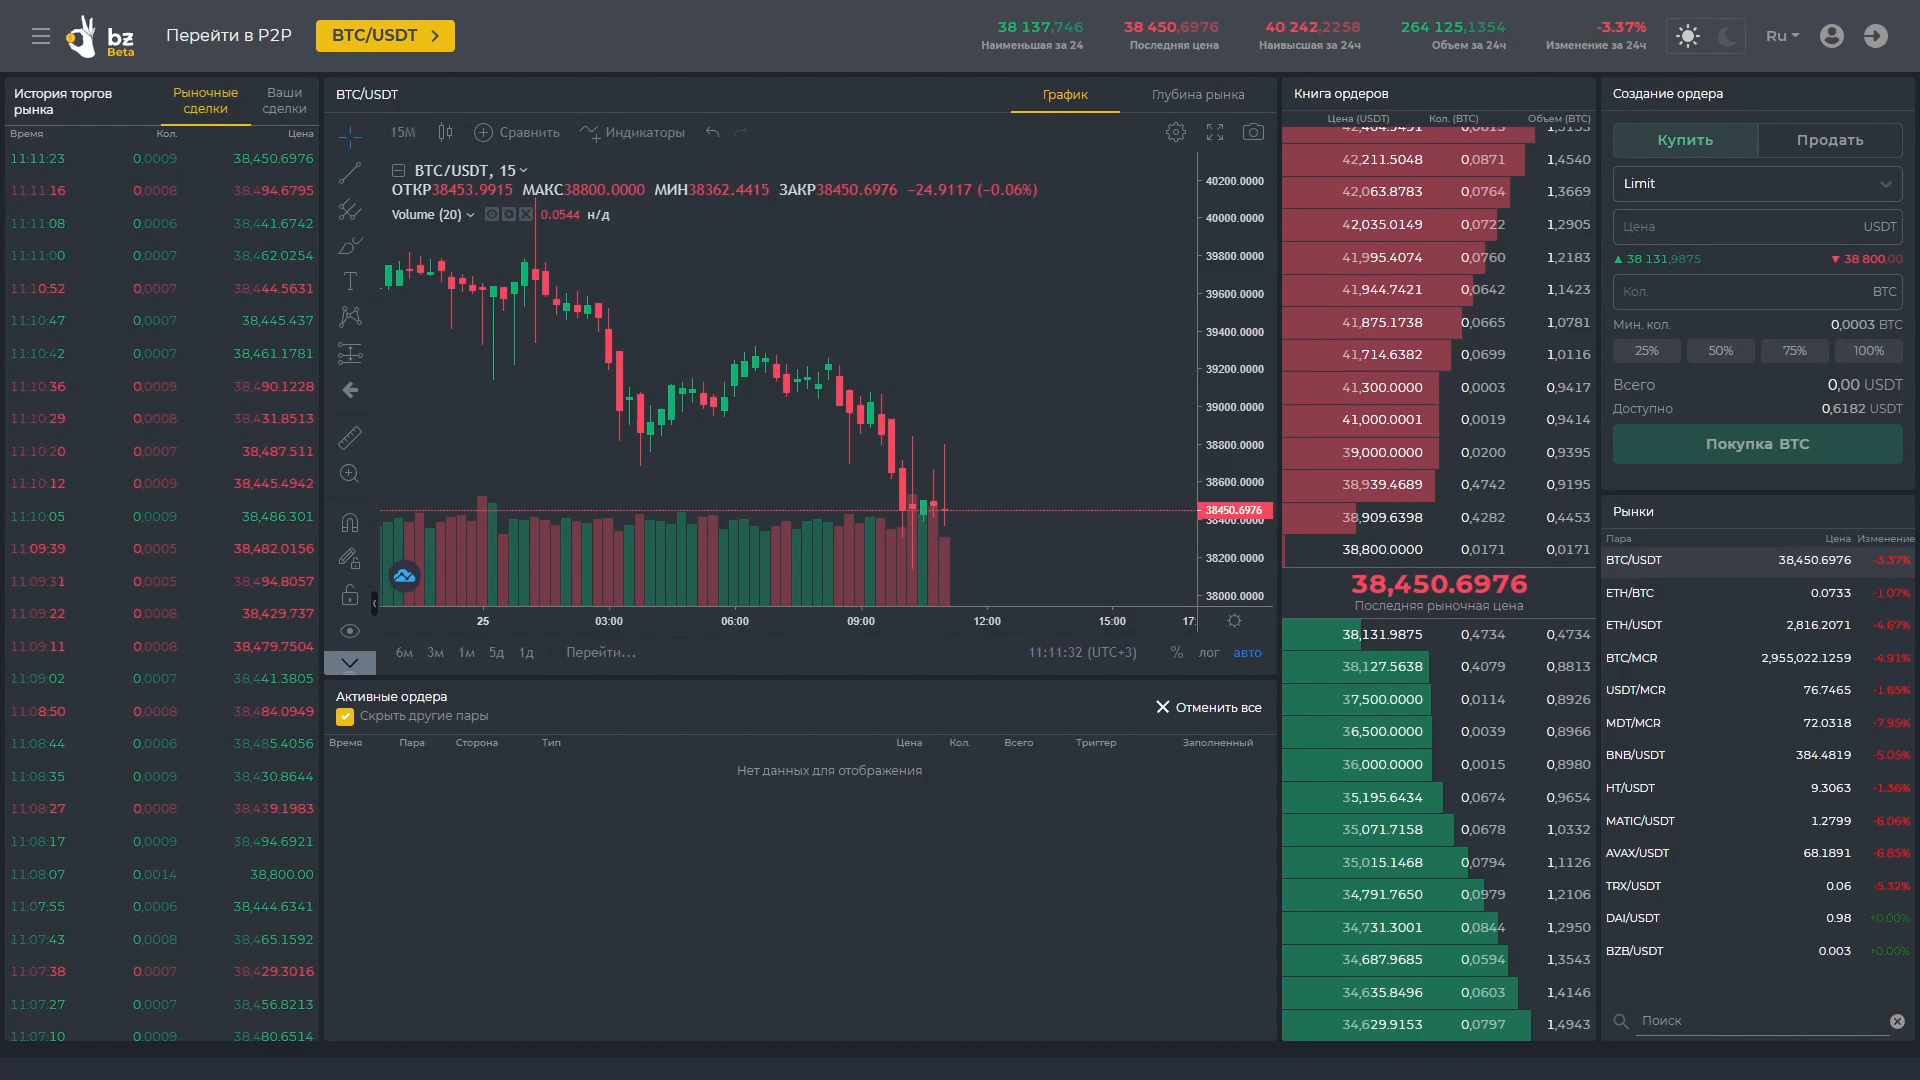 bz
Beta
Перейти в P2P
BTC/USDT
38 137,746
Наименьшая за 24
38 450,6976
Последняя цена
40 242,2258
Наивысшая за 24ч
264 125,1354
Объем за 24ч
-3.37%
Изменение за 24ч
Ru
История торгов рынка
Рыночные сделки
Ваши сделки
Время Кол. Цена
11:11:23 0,0009 38,450.6976
11:11:16 0,0008 38,494.6795
11:11:08 0,0006 38,441.6742
11:11:00 0,0007 38,462.0254
11:10:52 0,0007 38,444.5631
11:10:47 0,0007 38,445.437
11:10:42 0,0007 38,461.1781
11:10:36 0,0009 38,490.1228
11:10:29 0,0008 38,431.8513
11:10:20 0,0007 38,487.511
11:10:12 0,0009 38,445.4942
11:10:05 0,0009 38,486.301
11:09:39 0,0005 38,482.0156
11:09:31 0,0005 38,494.8057
11:09:22 0,0008 38,429.737
11:09:11 0,0008 38,479.7504
11:09:02 0,0007 38,441.3805
11:08:50 0,0008 38,484.0949
11:08:44 0,0006 38,485.4056
11:08:35 0,0009 38,430.8644
11:08:27 0,0008 38,439.1983
11:08:17 0,0009 38,494.6921
11:08:07 0,0014 38,800.00
11:07:55 0,0006 38,444.6341
11:07:43 0,0008 38,465.1592
11:07:38 0,0007 38,429.3016
11:07:27 0,0007 38,456.8213
11:07:10 0,0009 38,480.6514
BTC/USDT
График
Глубина рынка
15М Сравнить Индикаторы
BTC/USDT, 15
ОТКР38453.9915 МАКС38800.0000 МИН38362.4415 ЗАКР38450.6976 −24.9117 (−0.06%)
Volume (20) 0.0544 н/д
40200.0000
40000.0000
39800.0000
39600.0000
39400.0000
39200.0000
39000.0000
38800.0000
38600.0000
38450.6976
38400.0000
38200.0000
38000.0000
25 03:00 06:00 09:00 12:00 15:00 17:
6м 3м 1м 5д 1д Перейти...
11:11:32 (UTC+3) % лог авто
Активные ордера
Скрыть другие пары
Отменить все
Время Пара Сторона Тип Цена Кол. Всего Триггер Заполненный
Нет данных для отображения
Книга ордеров
Цена (USDT) Кол. (BTC) Объем (BTC)
42,404.5491 0,0613 1,5153
42,211.5048 0,0871 1,4540
42,063.8783 0,0764 1,3669
42,035.0149 0,0722 1,2905
41,995.4074 0,0760 1,2183
41,944.7421 0,0642 1,1423
41,875.1738 0,0665 1,0781
41,714.6382 0,0699 1,0116
41,300.0000 0,0003 0,9417
41,000.0001 0,0019 0,9414
39,000.0000 0,0200 0,9395
38,939.4689 0,4742 0,9195
38,909.6398 0,4282 0,4453
38,800.0000 0,0171 0,0171
38,450.6976
Последняя рыночная цена
38,131.9875 0,4734 0,4734
38,127.5638 0,4079 0,8813
37,500.0000 0,0114 0,8926
36,500.0000 0,0039 0,8966
36,000.0000 0,0015 0,8980
35,195.6434 0,0674 0,9654
35,071.7158 0,0678 1,0332
35,015.1468 0,0794 1,1126
34,791.7650 0,0979 1,2106
34,731.3001 0,0844 1,2950
34,687.9685 0,0594 1,3543
34,635.8496 0,0603 1,4146
34,629.9153 0,0797 1,4943
Создание ордера
Купить Продать
Limit
Цена USDT
▲ 38 131,9875 ▼ 38 800,00
Кол. BTC
Мин. кол. 0,0003 BTC
25% 50% 75% 100%
Всего 0,00 USDT
Доступно 0,6182 USDT
Покупка BTC
Рынки
Пара Цена Изменение
BTC/USDT 38,450.6976 -3.37%
ETH/BTC 0.0733 -1.07%
ETH/USDT 2,816.2071 -4.67%
BTC/MCR 2,955,022.1259 -4.91%
USDT/MCR 76.7465 -1.65%
MDT/MCR 72.0318 -7.95%
BNB/USDT 384.4819 -5.05%
HT/USDT 9.3063 -1.36%
MATIC/USDT 1.2799 -6.06%
AVAX/USDT 68.1891 -6.85%
TRX/USDT 0.06 -5.32%
DAI/USDT 0.98 +0.00%
BZB/USDT 0.003 +0.00%
Поиск